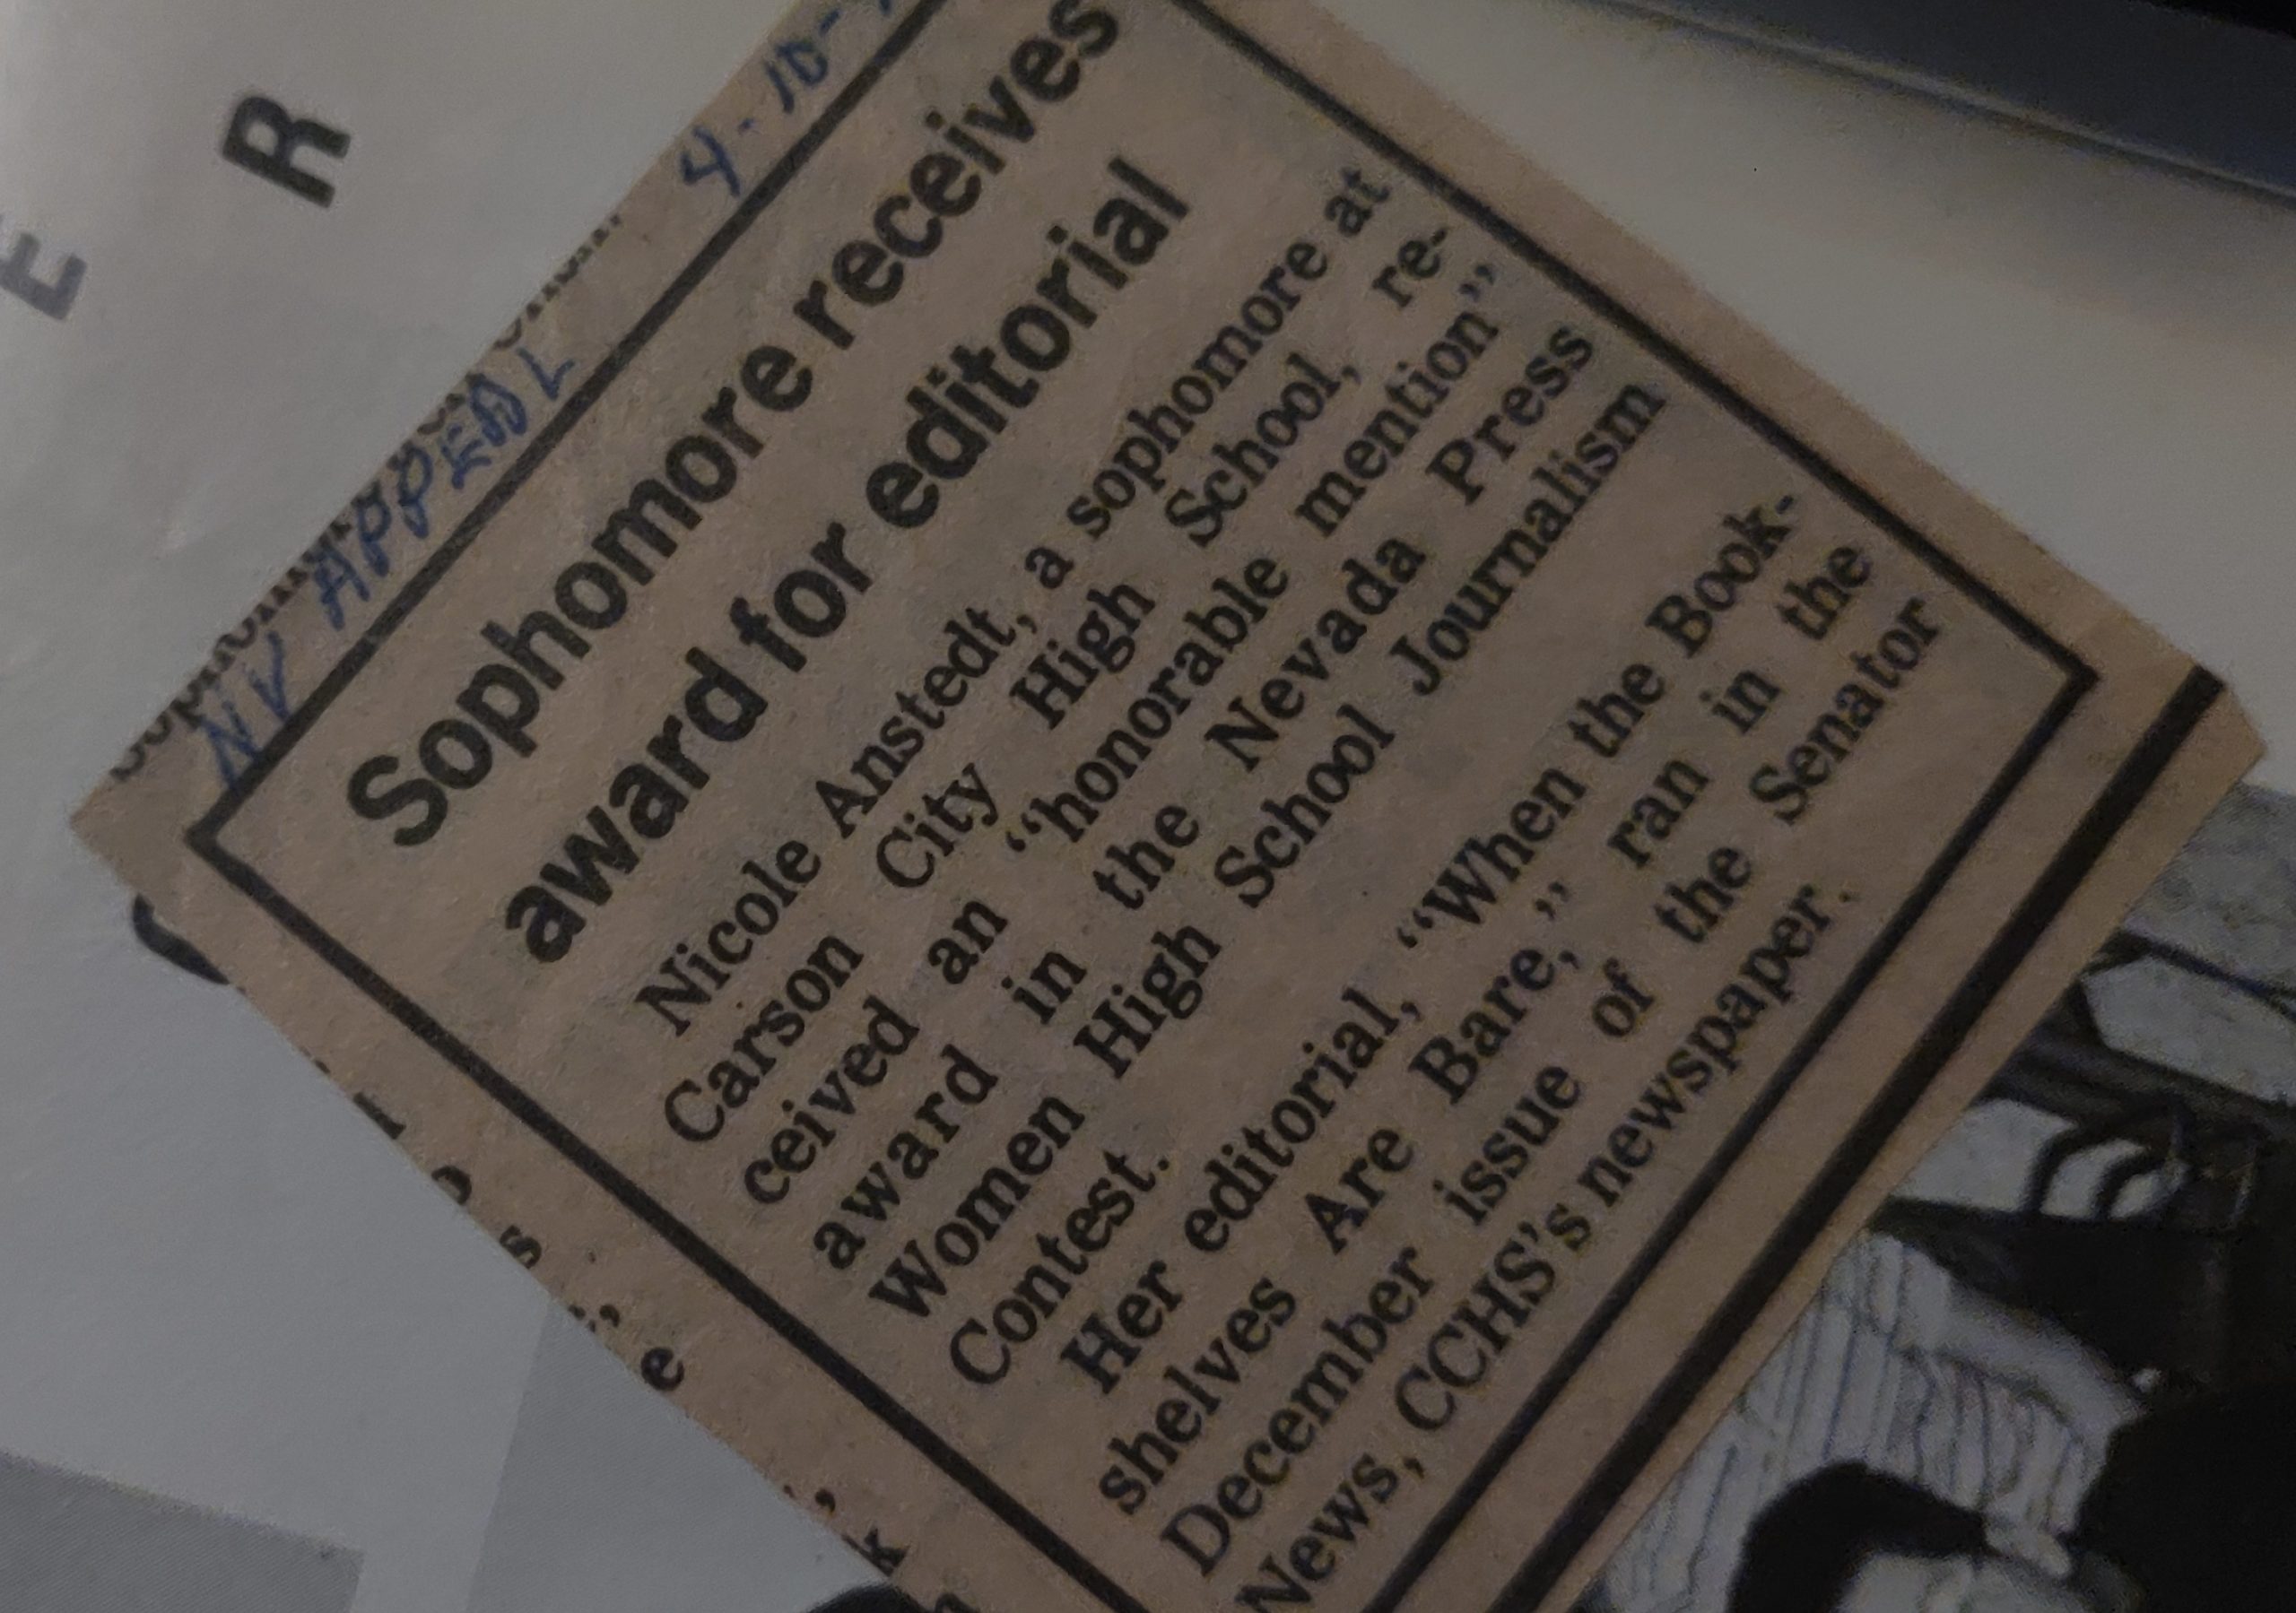 E R
NV APPEAL 4-10-
Sophomore receives
award for editorial
Nicole Anstedt, a sophomore at
Carson City High School, re-
ceived an “honorable mention”
award in the Nevada Press
Women High School Journalism
Contest.
Her editorial, “When the Book-
shelves Are Bare,” ran in the
December issue of the Senator
News, CCHS's newspaper.
s
e
k